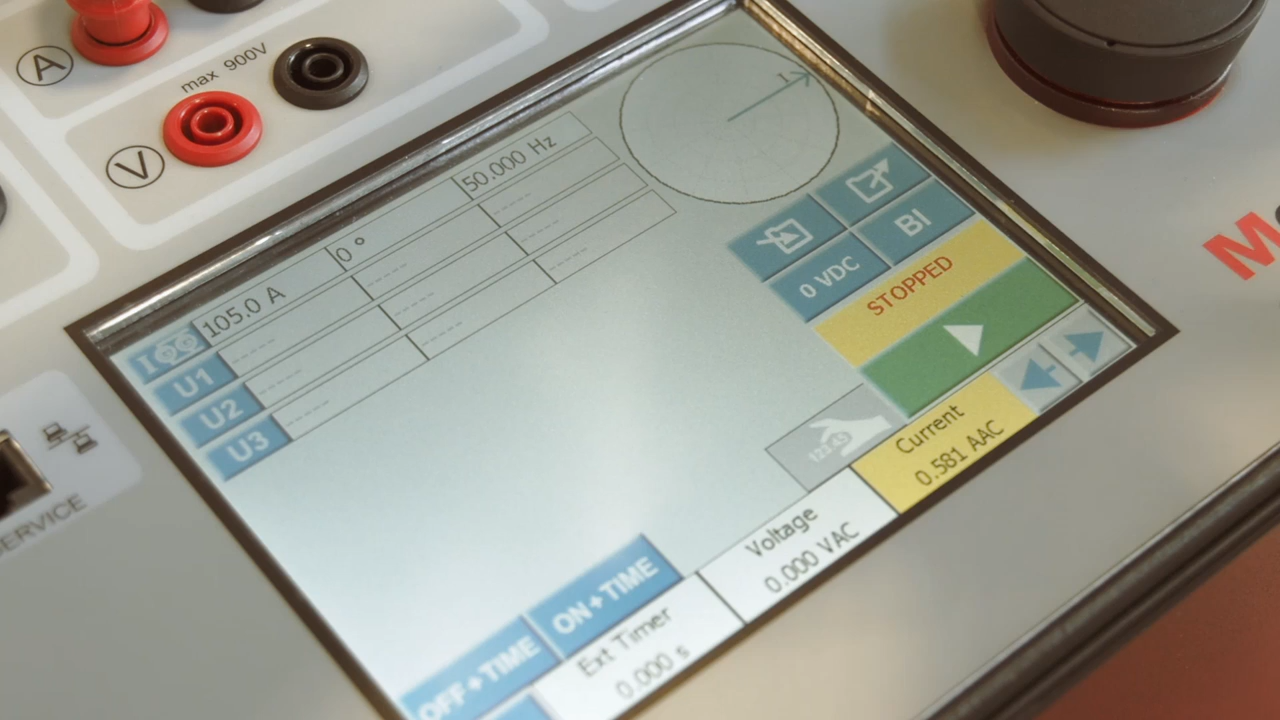 A
max 900V
V
SERVICE
I
105.0 A
0 °
50.000 Hz
U1
U2
U3
I
0 VDC
BI
STOPPED
12345
Current
0.581 AAC
Voltage
0.000 VAC
ON+TIME
OFF+TIME
Ext Timer
0.000 s
M